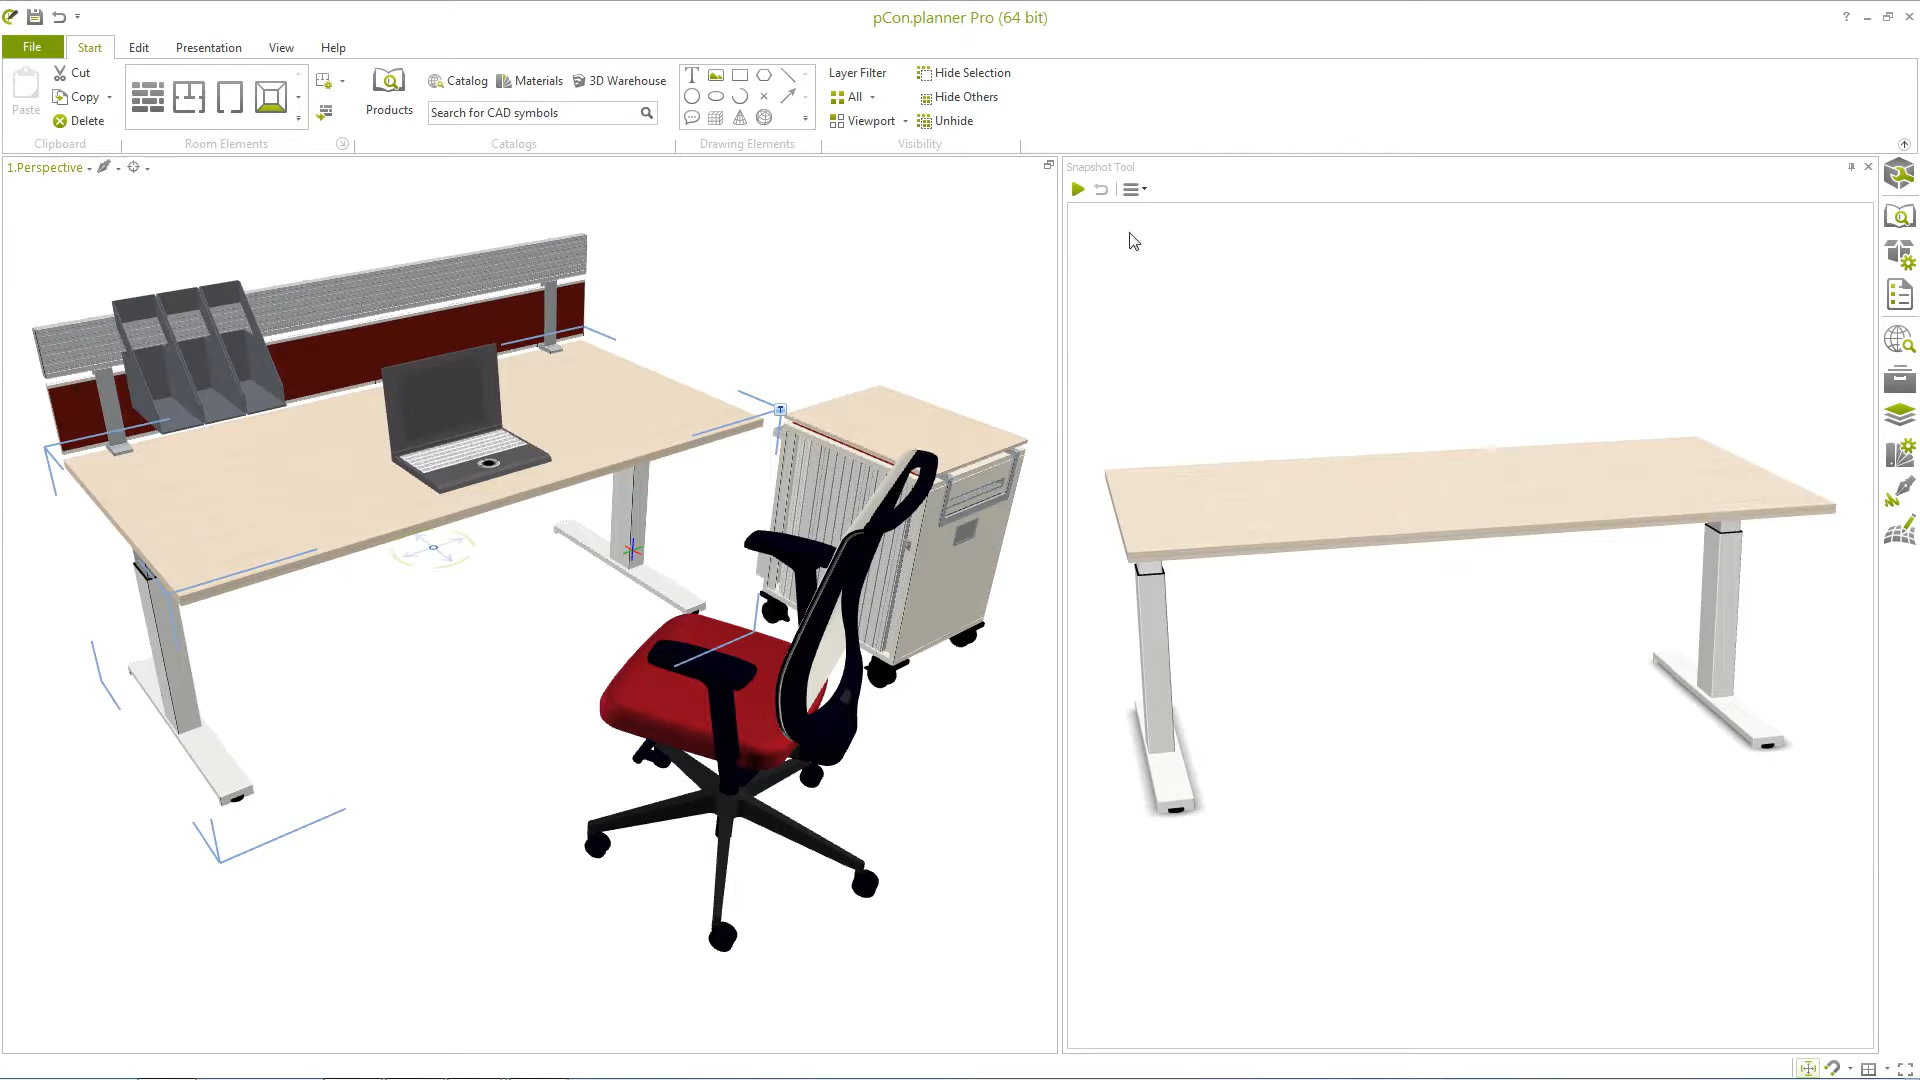 pCon.planner Pro (64 bit)
?
File Start Edit Presentation View Help
Paste
Cut
Copy
Delete
Clipboard
Room Elements
Products
Catalog Materials 3D Warehouse
Search for CAD symbols
Catalogs
T
Drawing Elements
Layer Filter
All
Viewport
Hide Selection
Hide Others
Unhide
Visibility
1.Perspective
Snapshot Tool